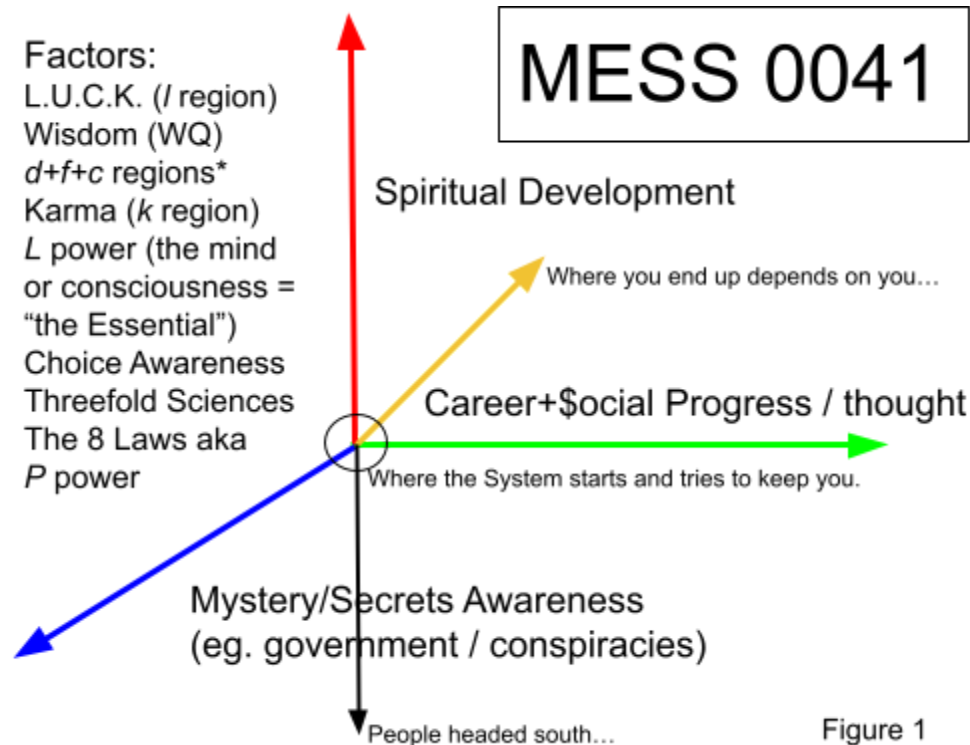 Factors:
L.U.C.K. (l region)
Wisdom (WQ)
d+f+c regions*
Karma (k region)
L power (the mind
or consciousness =
“the Essential”)
Choice Awareness
Threefold Sciences
The 8 Laws aka
P power
MESS 0041
Spiritual Development
Where you end up depends on you…
Career+$ocial Progress / thought
Where the System starts and tries to keep you.
Mystery/Secrets Awareness
(eg. government / conspiracies)
People headed south…
Figure 1